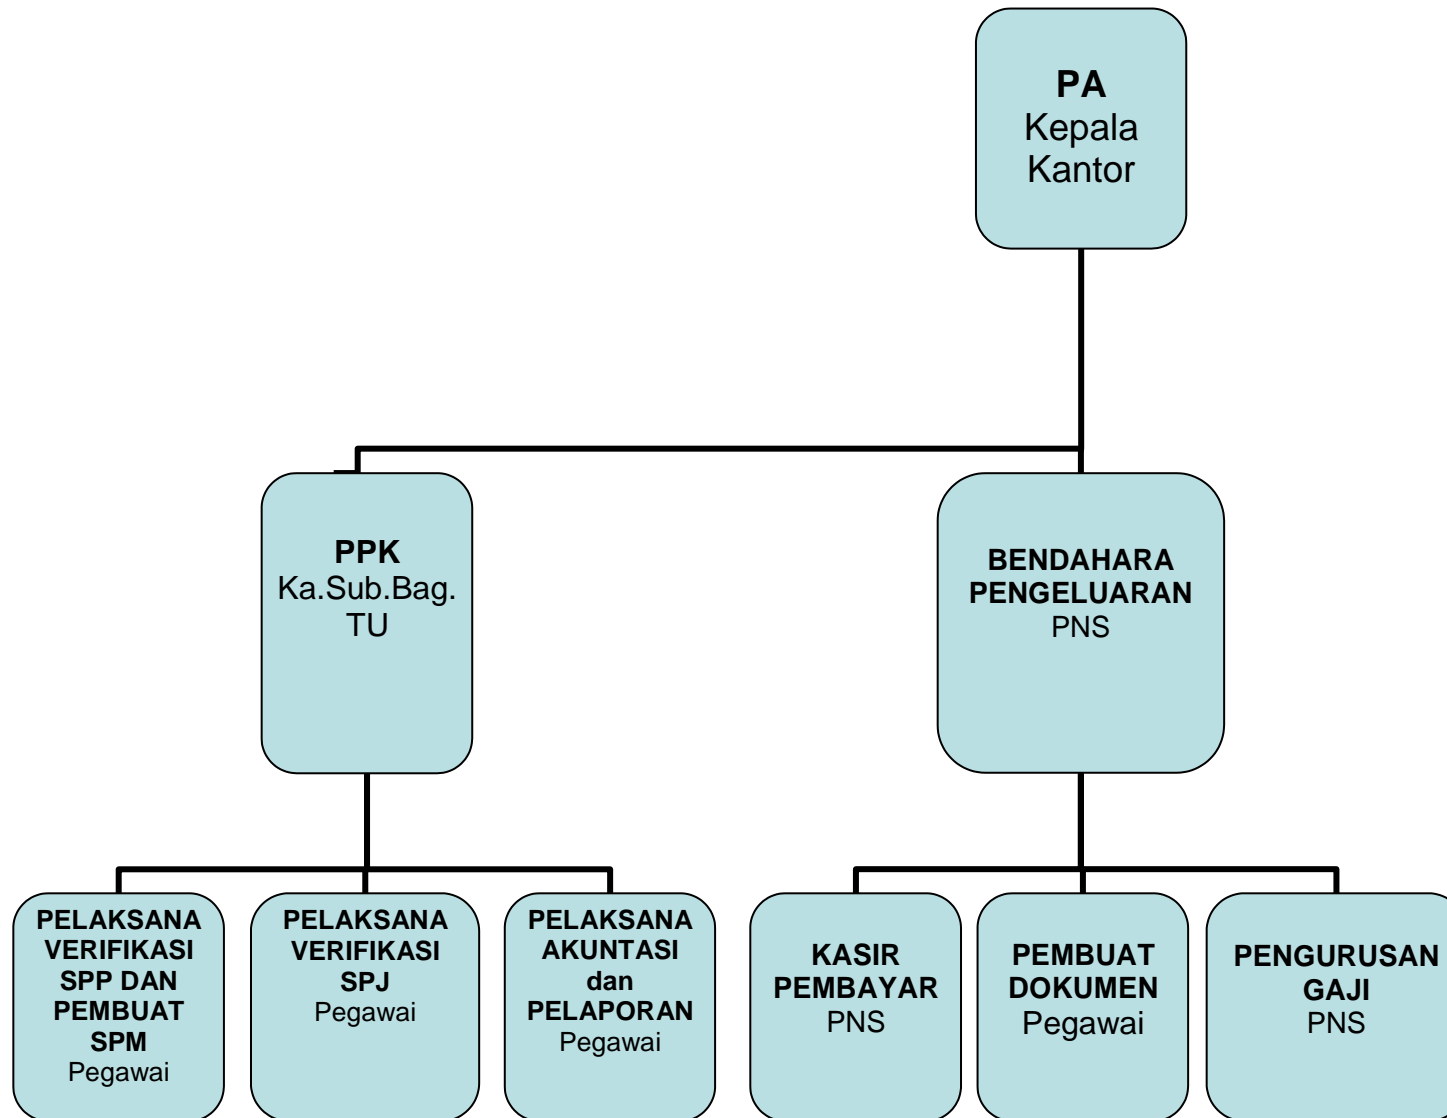 PA
Kepala
Kantor
PPK
Ka.Sub.Bag.
TU
BENDAHARA
PENGELUARAN
PNS
PELAKSANA
VERIFIKASI
SPP DAN
PEMBUAT
SPM
Pegawai
PELAKSANA
VERIFIKASI
SPJ
Pegawai
PELAKSANA
AKUNTASI
dan
PELAPORAN
Pegawai
KASIR
PEMBAYAR
PNS
PEMBUAT
DOKUMEN
Pegawai
PENGURUSAN
GAJI
PNS